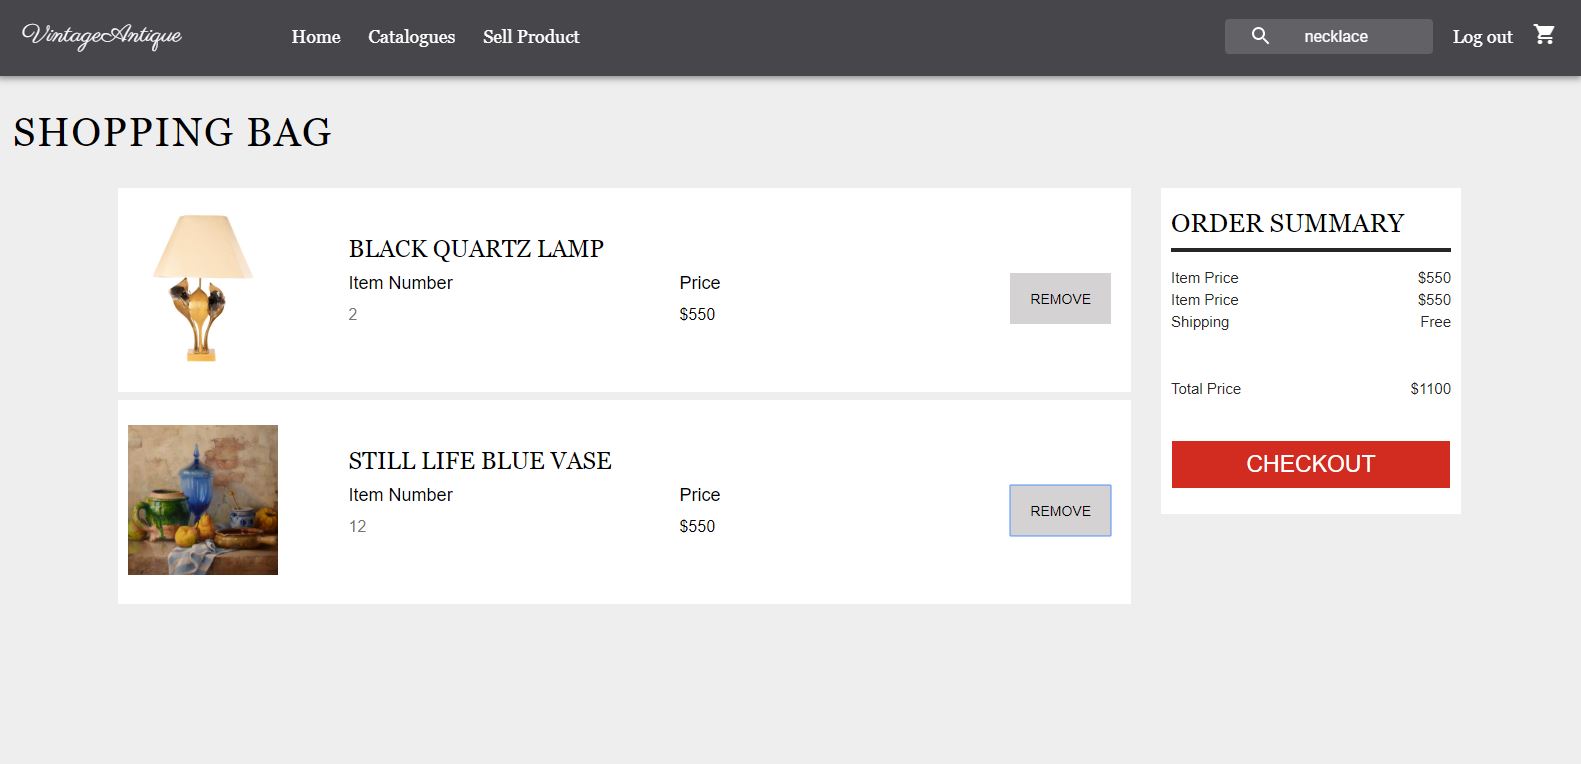 VintageAntique Home Catalogues Sell Product necklace Log out
SHOPPING BAG
BLACK QUARTZ LAMP
Item Number Price
2 $550
REMOVE
STILL LIFE BLUE VASE
Item Number Price
12 $550
REMOVE
ORDER SUMMARY
Item Price $550
Item Price $550
Shipping Free
Total Price $1100
CHECKOUT